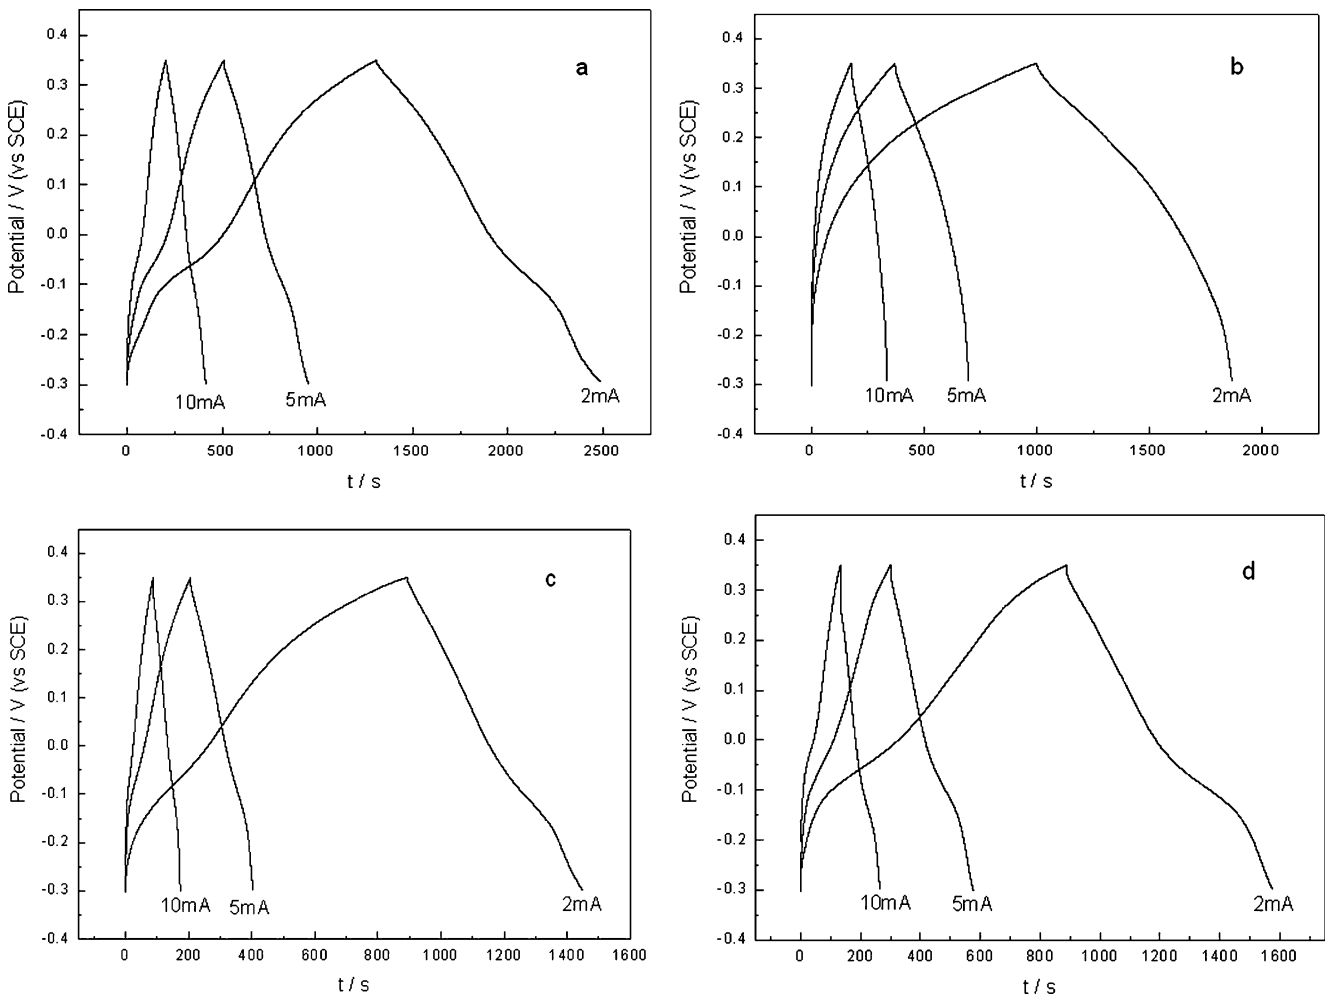 a
0.4
0.3
0.2
0.1
0.0
-0.1
-0.2
-0.3
-0.4
Potential / V (vs SCE)
10mA
5mA
2mA
0 500 1000 1500 2000 2500
t / s
b
0.4
0.3
0.2
0.1
0.0
-0.1
-0.2
-0.3
-0.4
Potential / V (vs SCE)
10mA
5mA
2mA
0 500 1000 1500 2000
t / s
c
0.4
0.3
0.2
0.1
0.0
-0.1
-0.2
-0.3
-0.4
Potential / V (vs SCE)
10mA
5mA
2mA
0 200 400 600 800 1000 1200 1400 1600
t / s
d
0.4
0.3
0.2
0.1
0.0
-0.1
-0.2
-0.3
-0.4
Potential / V (vs SCE)
10mA
5mA
2mA
0 200 400 600 800 1000 1200 1400 1600
t / s